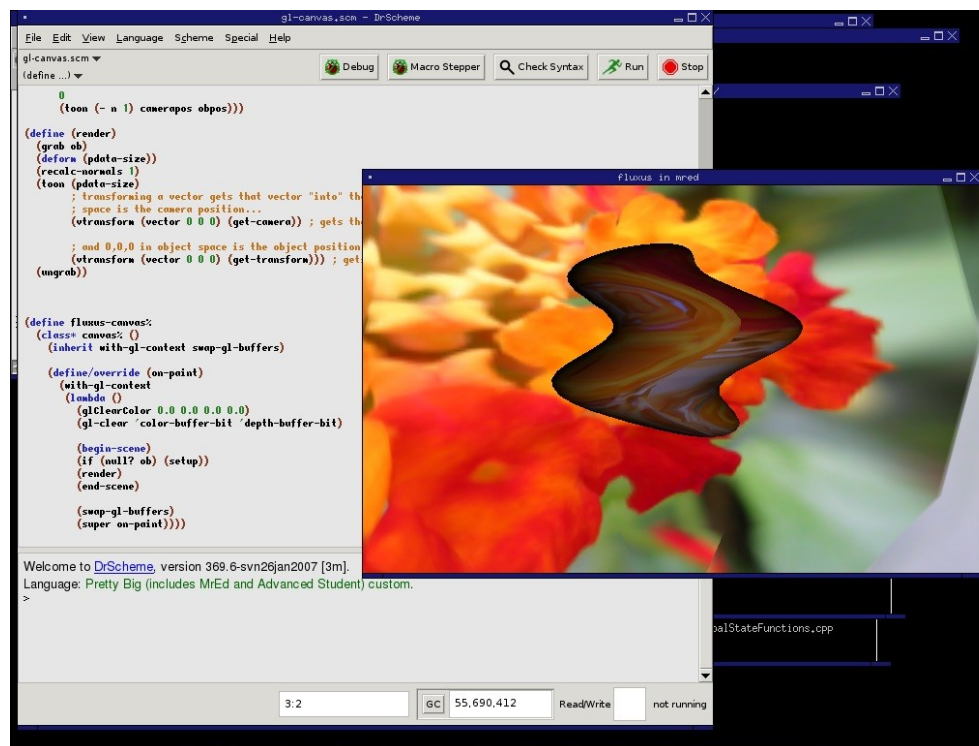 gl-canvas.scm - DrScheme
File Edit View Language Scheme Special Help
gl-canvas.scm
(define ...)
Debug Macro Stepper Check Syntax Run Stop
0
(toon (- n 1) camerapos obpos)))
(define (render)
(grab ob)
(deform (pdata-size))
(recalc-normals 1)
(toon (pdata-size)
; transforming a vector gets that vector "into" the
; space is the camera position...
(vtransform (vector 0 0 0) (get-camera)) ; gets the
; and 0,0,0 in object space is the object position
(vtransform (vector 0 0 0) (get-transform))) ; get
(ungrab))
(define fluxus-canvas%
(class* canvas% ()
(inherit with-gl-context swap-gl-buffers)
(define/override (on-paint)
(with-gl-context
(lambda ()
(glClearColor 0.0 0.0 0.0 0.0)
(gl-clear 'color-buffer-bit 'depth-buffer-bit)
(begin-scene)
(if (null? ob) (setup))
(render)
(end-scene)
(swap-gl-buffers)
(super on-paint))))
Welcome to DrScheme, version 369.6-svn26jan2007 [3m].
Language: Pretty Big (includes MrEd and Advanced Student) custom.
>
3:2 GC 55,690,412 Read/Write not running
fluxus in mred
balStateFunctions.cpp